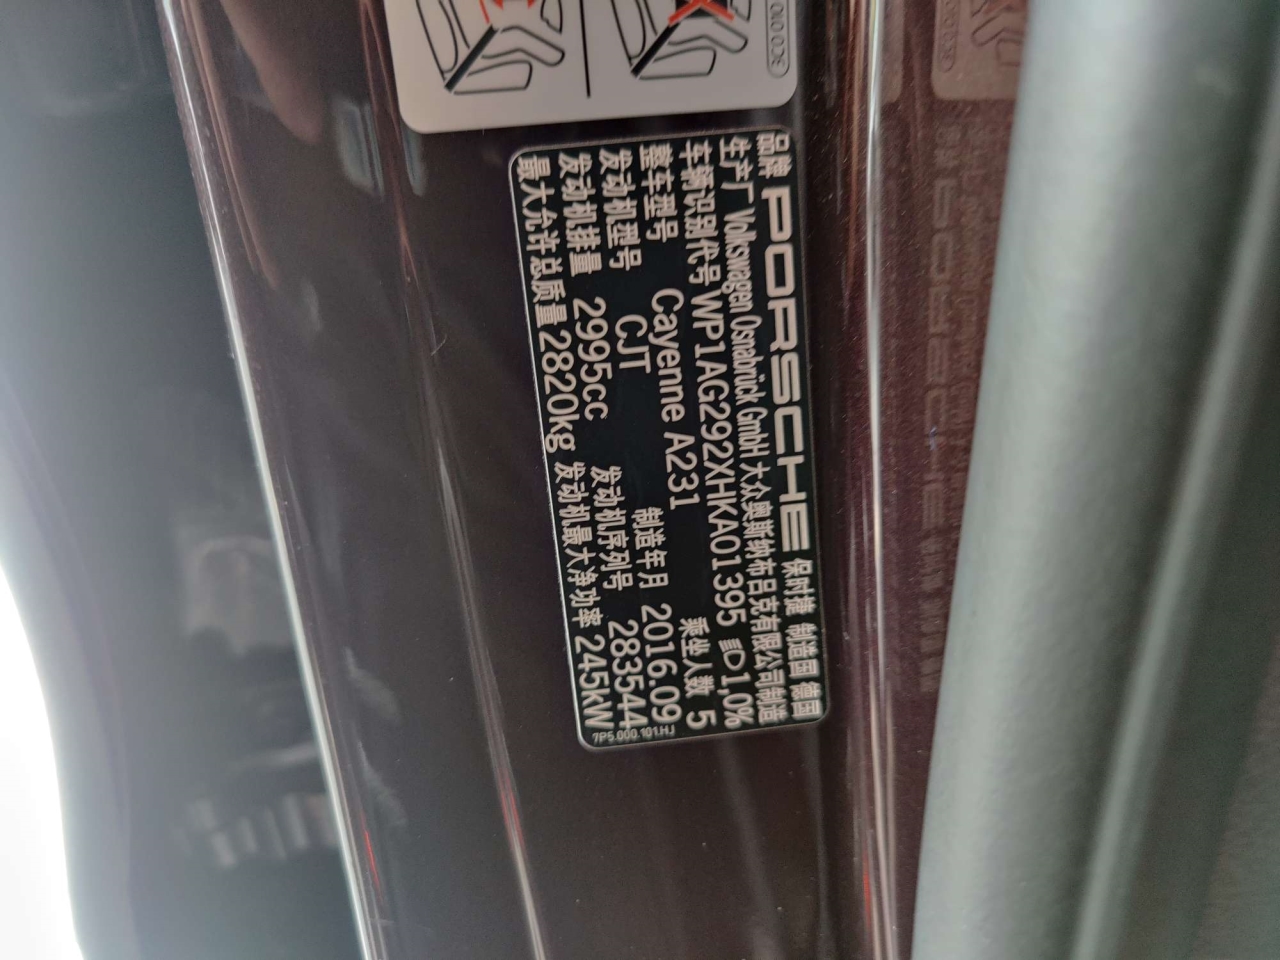 品牌 PORSCHE 保时捷 制造国 德国
生产厂 Volkswagen Osnabrück GmbH 大众奥斯纳布吕克有限公司制造
车辆识别代号 WP1AG292XHKA01395 1,0%
整车型号 Cayenne A231 乘坐人数 5
发动机型号 CJT 制造年月 2016.09
发动机排量 2995cc 发动机序列号 283544
最大允许总质量 2820kg 发动机最大净功率 245kW
7P5.000.101.HJ